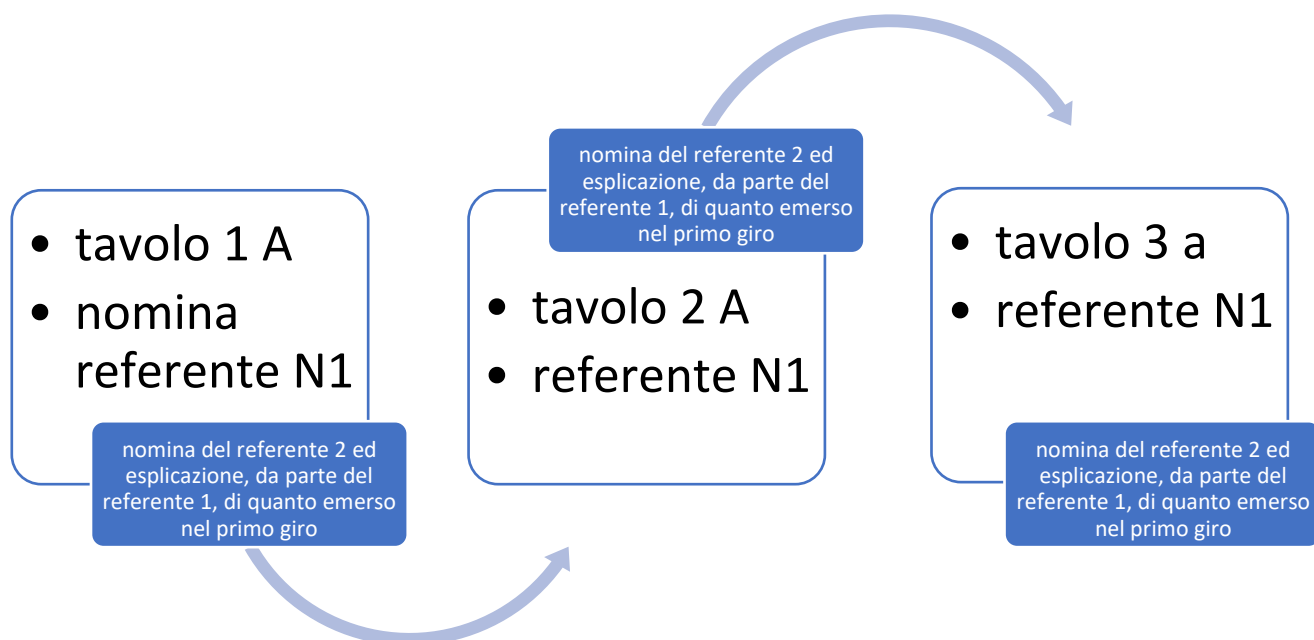 • tavolo 1 A
• nomina
referente N1
nomina del referente 2 ed
esplicazione, da parte del
referente 1, di quanto emerso
nel primo giro
nomina del referente 2 ed
esplicazione, da parte del
referente 1, di quanto emerso
nel primo giro
• tavolo 2 A
• referente N1
• tavolo 3 a
• referente N1
nomina del referente 2 ed
esplicazione, da parte del
referente 1, di quanto emerso
nel primo giro